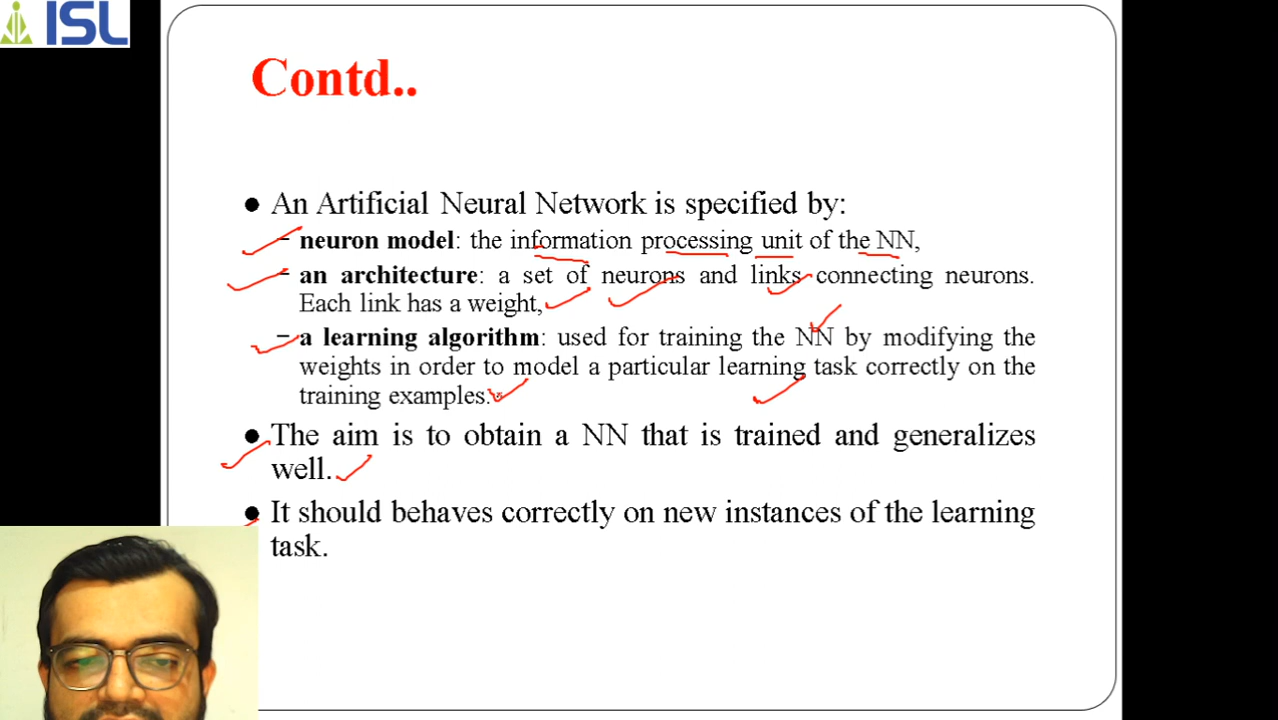 ISL
Contd..
● An Artificial Neural Network is specified by:
– neuron model: the information processing unit of the NN,
– an architecture: a set of neurons and links connecting neurons.
Each link has a weight,
– a learning algorithm: used for training the NN by modifying the
weights in order to model a particular learning task correctly on the
training examples.
● The aim is to obtain a NN that is trained and generalizes
well.
● It should behaves correctly on new instances of the learning
task.